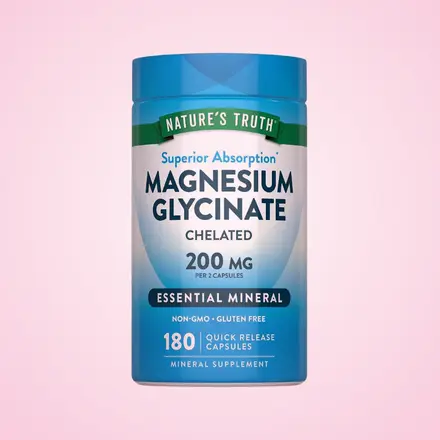 NATURE'S TRUTH
Superior Absorption*
MAGNESIUM
GLYCINATE
CHELATED
200 MG
PER 2 CAPSULES
ESSENTIAL MINERAL
NON-GMO • GLUTEN FREE
180 QUICK RELEASE
CAPSULES
MINERAL SUPPLEMENT